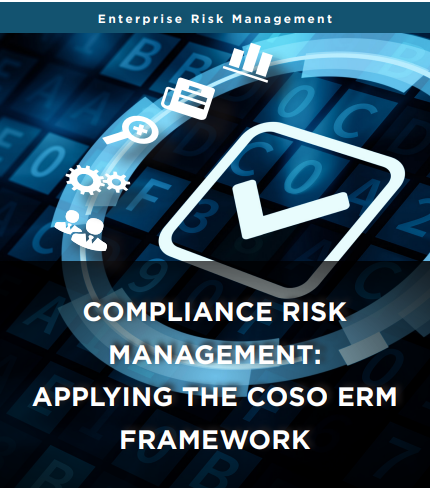 Enterprise Risk Management
COMPLIANCE RISK
MANAGEMENT:
APPLYING THE COSO ERM
FRAMEWORK